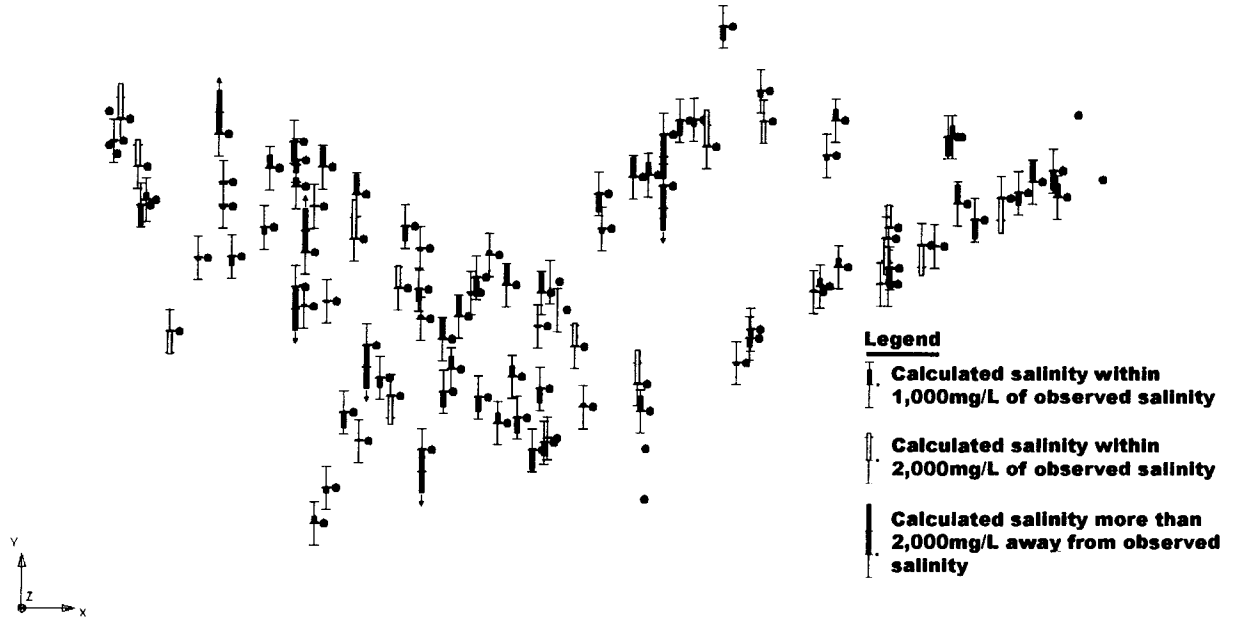 Legend
Calculated salinity within
1,000mg/L of observed salinity
Calculated salinity within
2,000mg/L of observed salinity
Calculated salinity more than
2,000mg/L away from observed
salinity
Y
Z
X